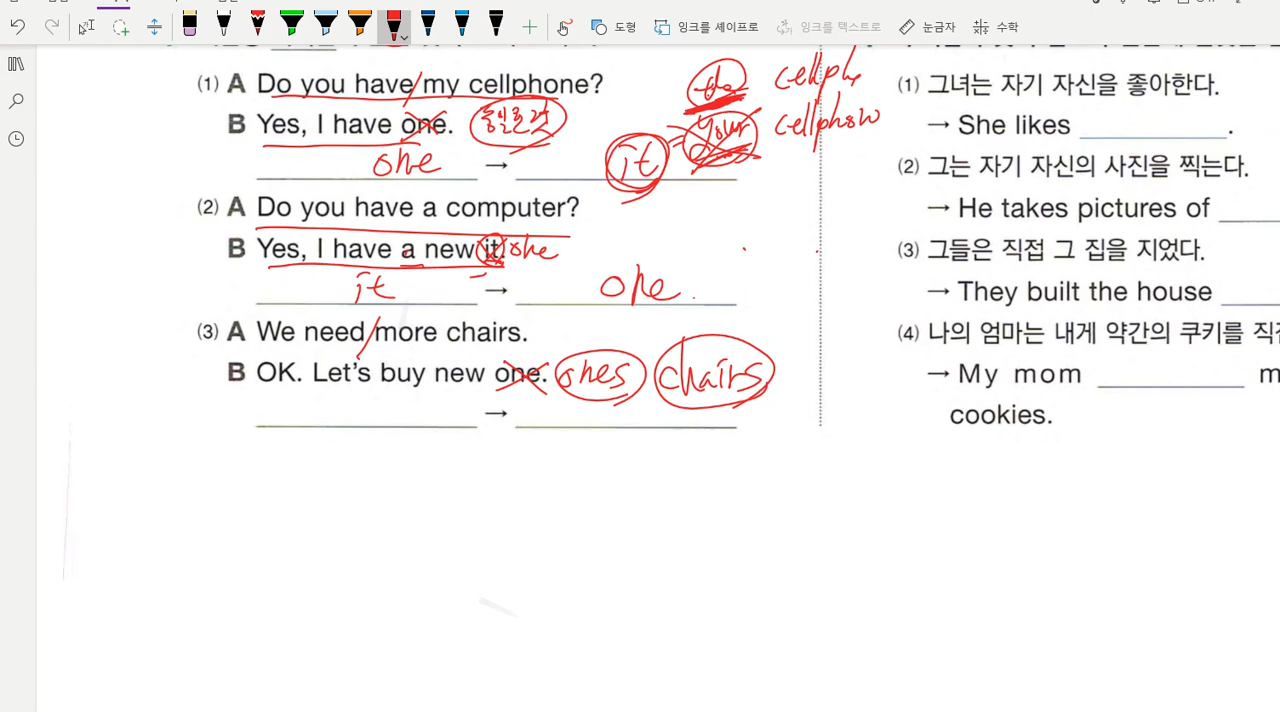 도형
잉크를 셰이프로
잉크를 텍스트로
눈금자
수학
(1) A Do you have my cellphone? the cellpho
B Yes, I have one. 동일한것 your cellphone
one → it
(2) A Do you have a computer?
B Yes, I have a new it. one
it → one.
(3) A We need more chairs.
B OK. Let's buy new one. ones chairs
→
(1) 그녀는 자기 자신을 좋아한다.
→ She likes .
(2) 그는 자기 자신의 사진을 찍는다.
→ He takes pictures of
(3) 그들은 직접 그 집을 지었다.
→ They built the house
(4) 나의 엄마는 내게 약간의 쿠키를 직접
→ My mom m
cookies.